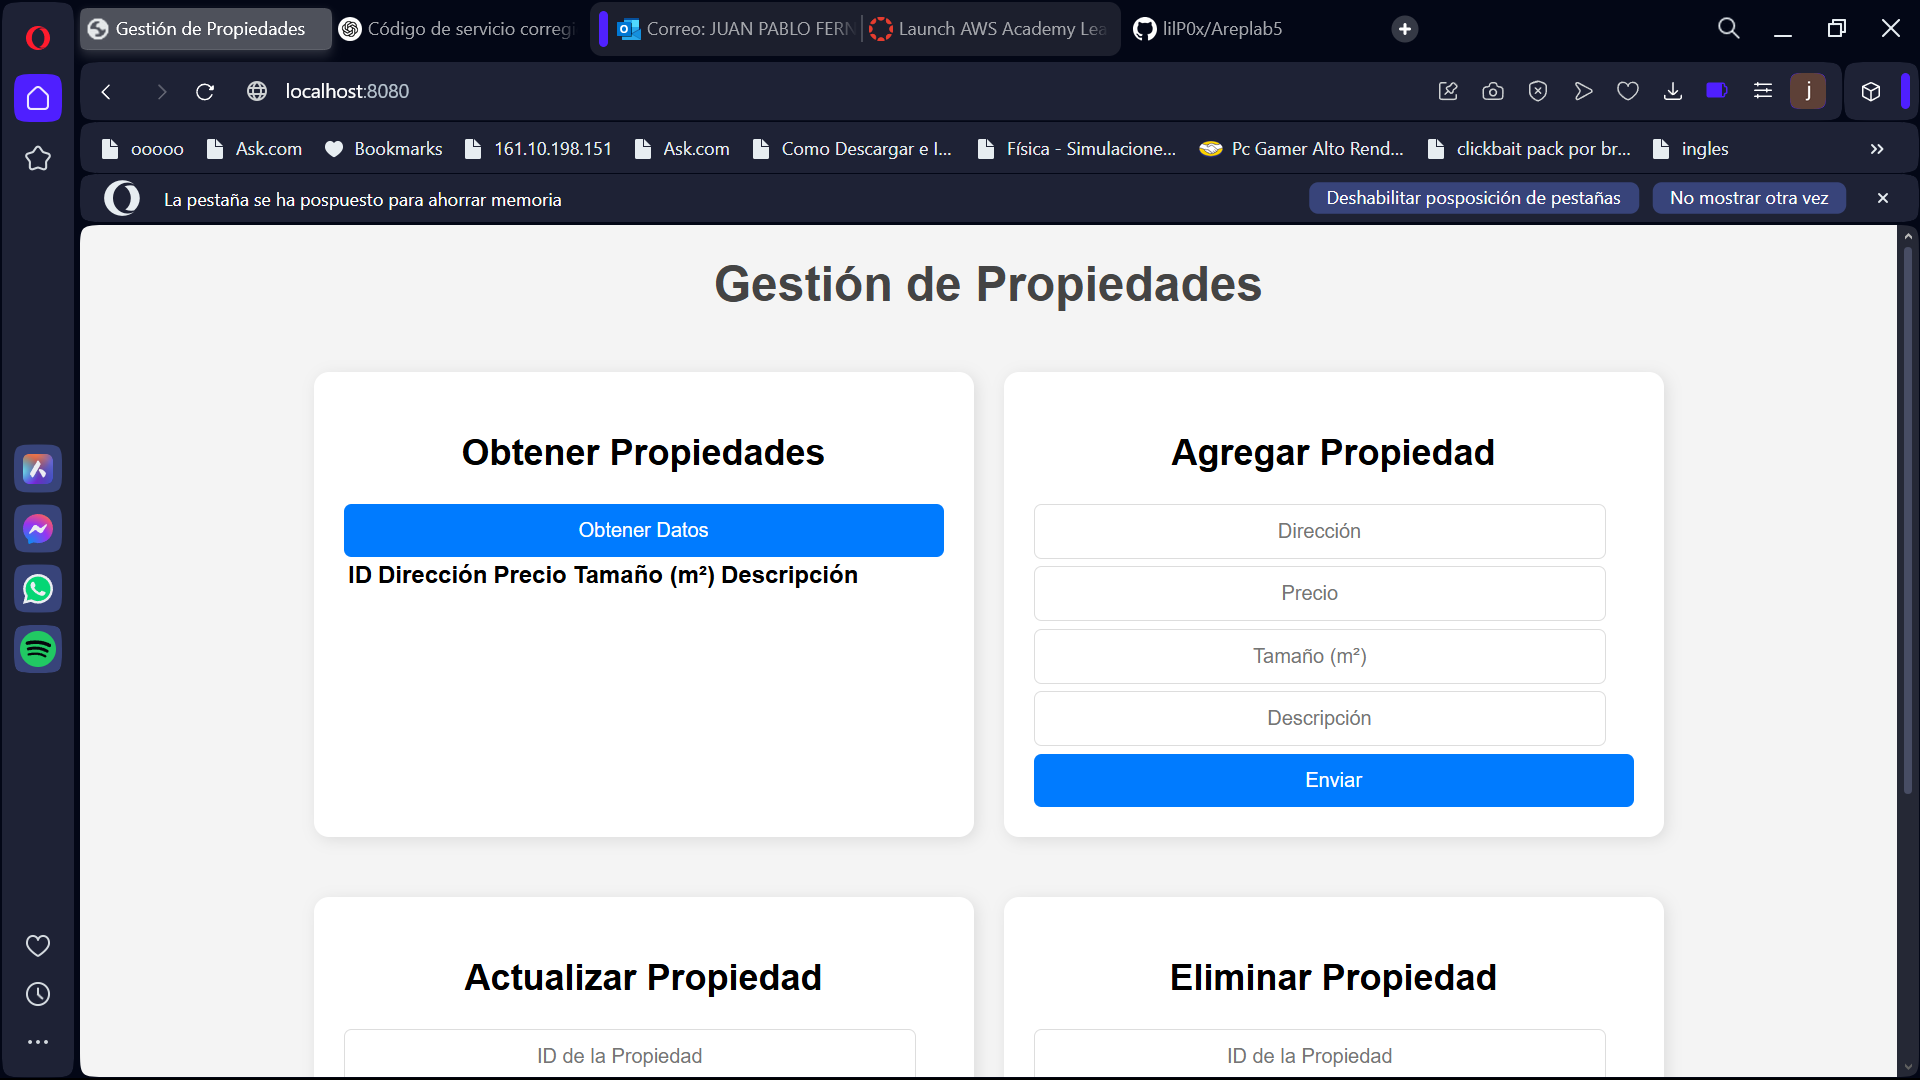 Gestión de Propiedades
Código de servicio corregi
Correo: JUAN PABLO FERN
Launch AWS Academy Lea
lilP0x/Areplab5
localhost:8080
j
ooooo
Ask.com
Bookmarks
161.10.198.151
Ask.com
Como Descargar e I...
Física - Simulacione...
Pc Gamer Alto Rend...
clickbait pack por br...
ingles
La pestaña se ha pospuesto para ahorrar memoria
Deshabilitar posposición de pestañas
No mostrar otra vez
Gestión de Propiedades
Obtener Propiedades
Obtener Datos
ID Dirección Precio Tamaño (m²) Descripción
Agregar Propiedad
Dirección
Precio
Tamaño (m²)
Descripción
Enviar
Actualizar Propiedad
ID de la Propiedad
Eliminar Propiedad
ID de la Propiedad